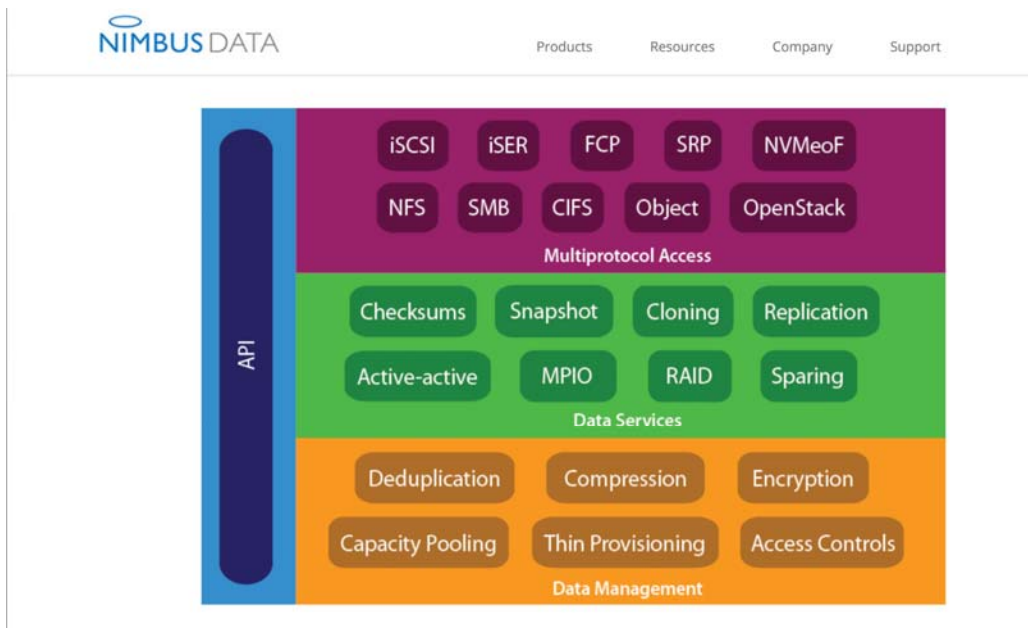 NIMBUS DATA
Products Resources Company Support
API
iSCSI iSER FCP SRP NVMeoF
NFS SMB CIFS Object OpenStack
Multiprotocol Access
Checksums Snapshot Cloning Replication
Active-active MPIO RAID Sparing
Data Services
Deduplication Compression Encryption
Capacity Pooling Thin Provisioning Access Controls
Data Management